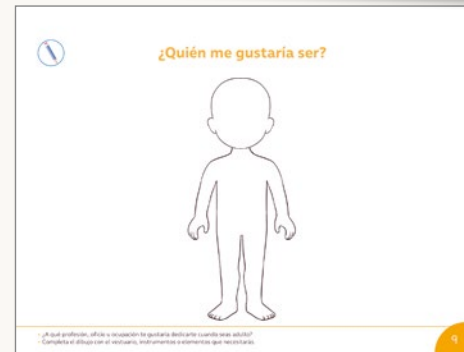 ¿Quién me gustaría ser?
- ¿A qué profesión, oficio u ocupación te gustaría dedicarte cuando seas adulto?
- Completa el dibujo con el vestuario, instrumentos o elementos que necesitarás.
9